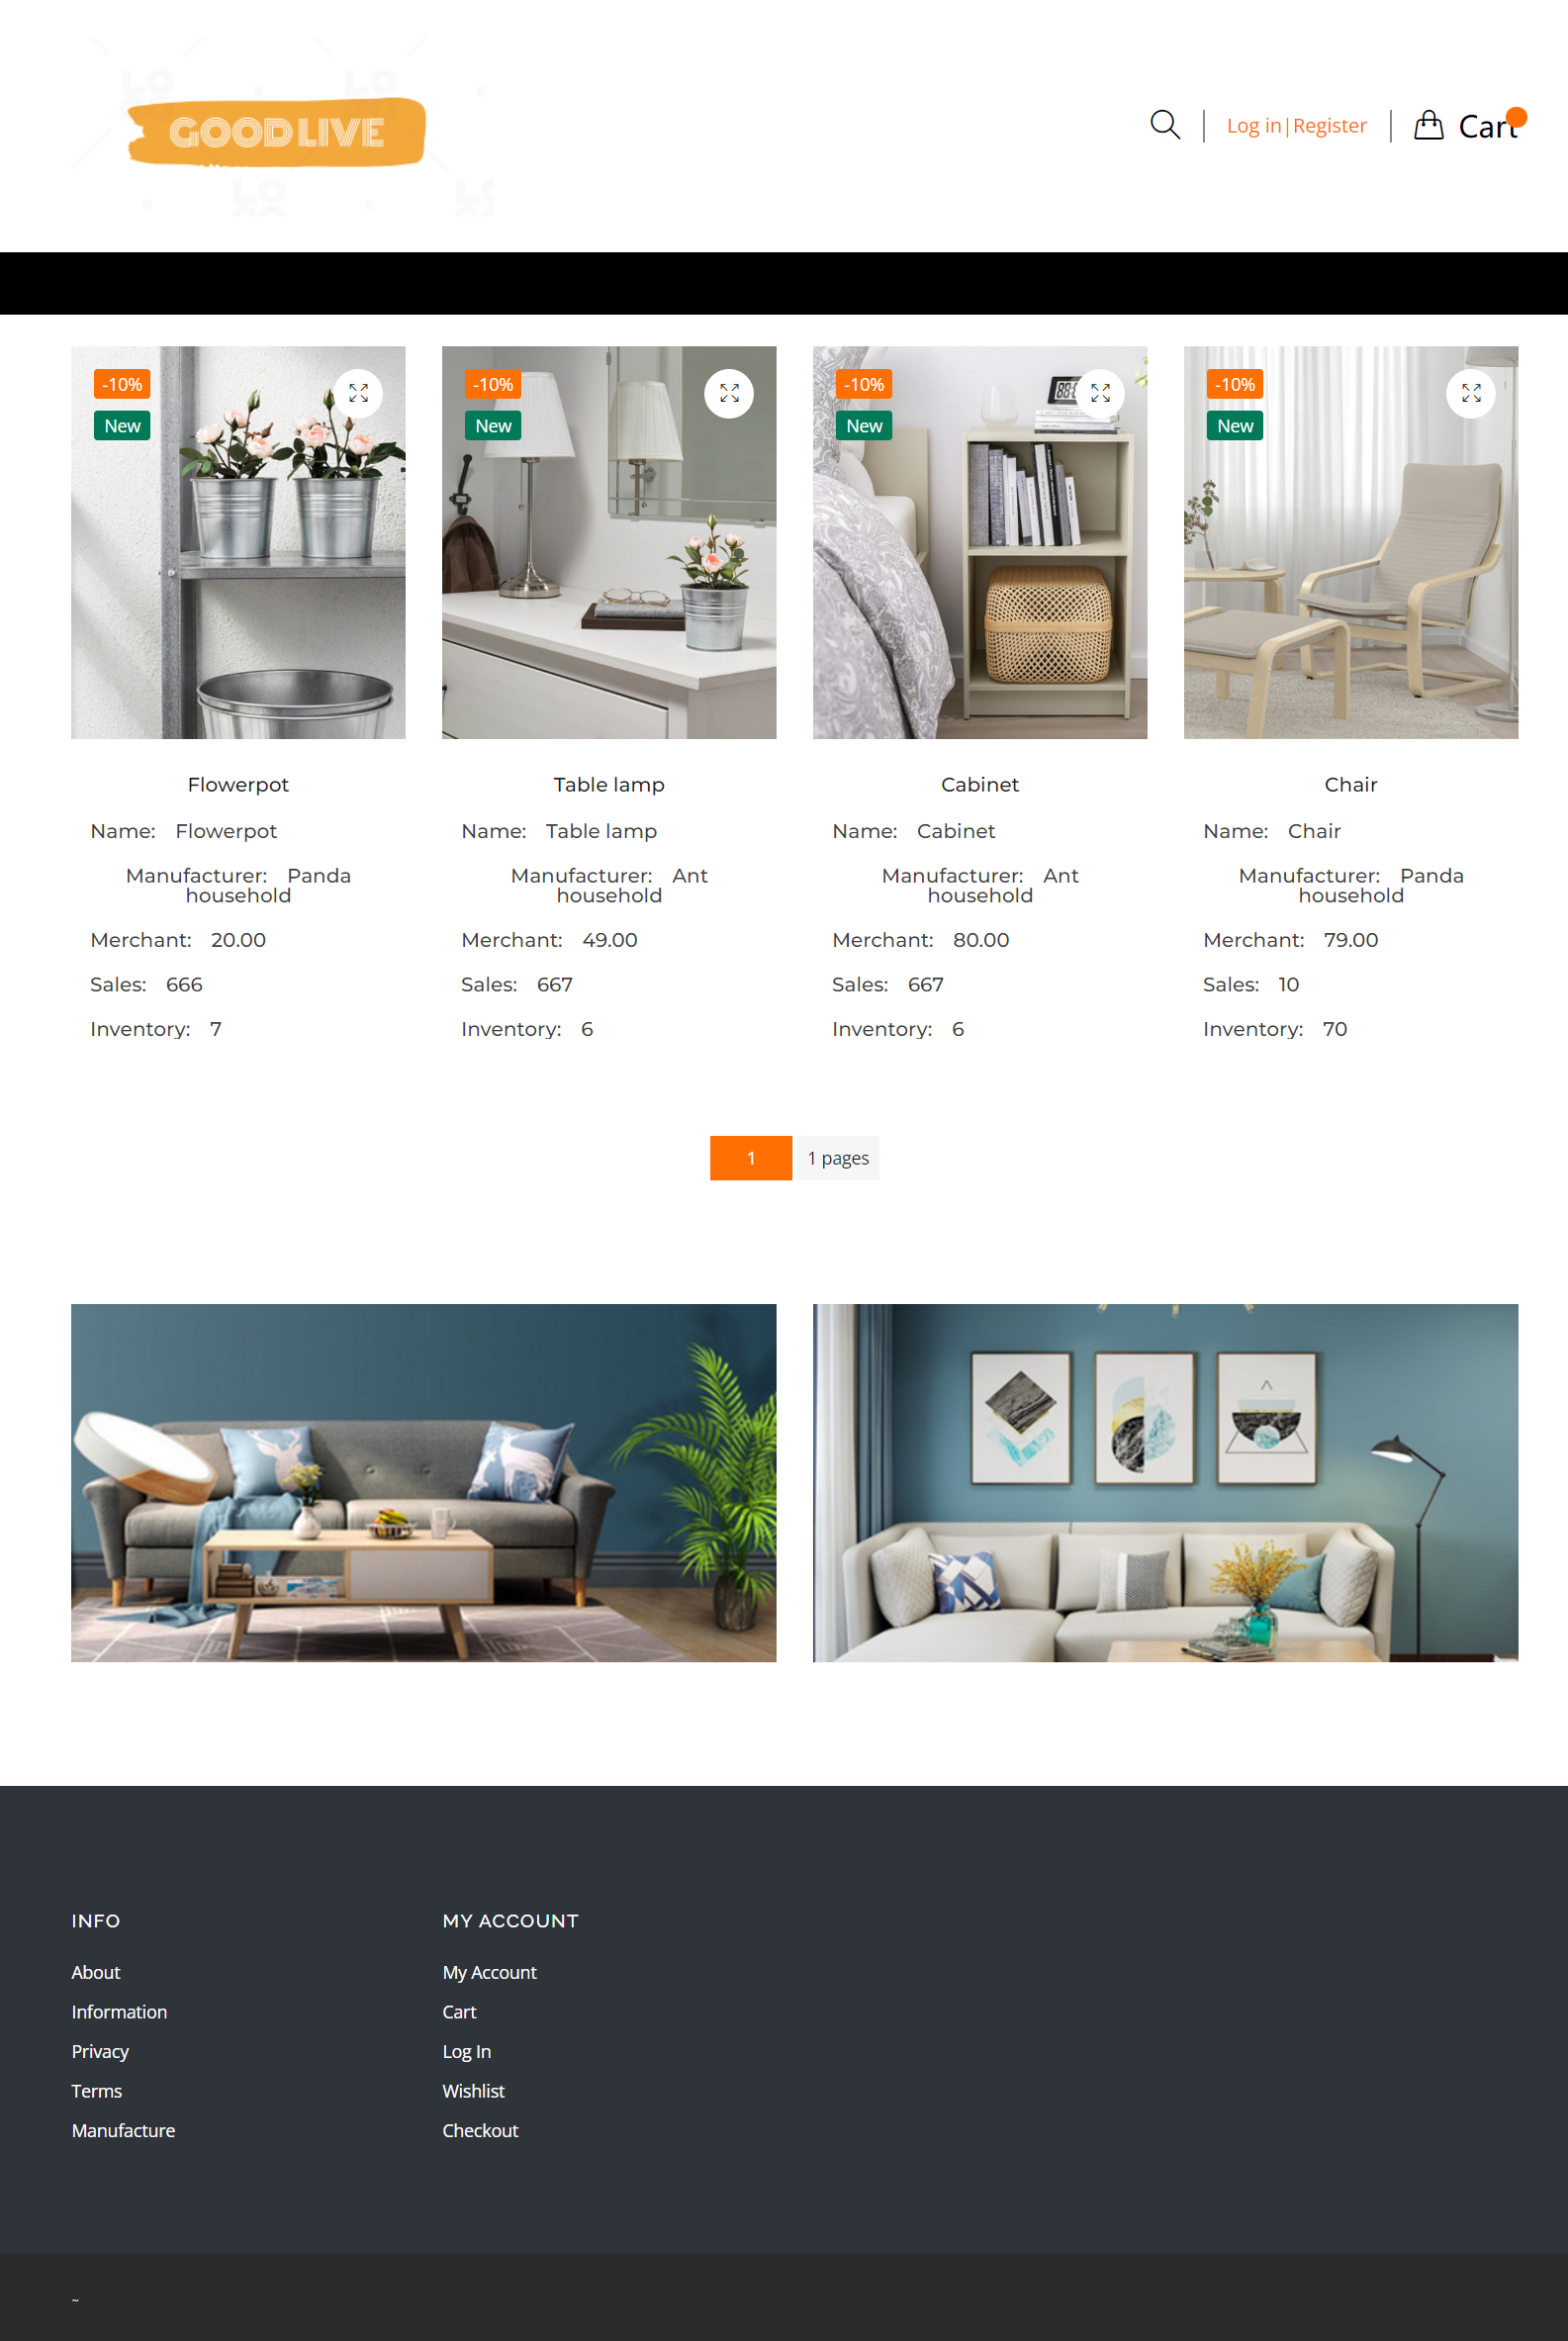 GOOD LIVE
Log in|Register
Cart
-10%
New
-10%
New
-10%
New
-10%
New
Flowerpot
Name: Flowerpot
Manufacturer: Panda
household
Merchant: 20.00
Sales: 666
Inventory: 7
Table lamp
Name: Table lamp
Manufacturer: Ant
household
Merchant: 49.00
Sales: 667
Inventory: 6
Cabinet
Name: Cabinet
Manufacturer: Ant
household
Merchant: 80.00
Sales: 667
Inventory: 6
Chair
Name: Chair
Manufacturer: Panda
household
Merchant: 79.00
Sales: 10
Inventory: 70
1
1 pages
INFO
About
Information
Privacy
Terms
Manufacture
MY ACCOUNT
My Account
Cart
Log In
Wishlist
Checkout
~